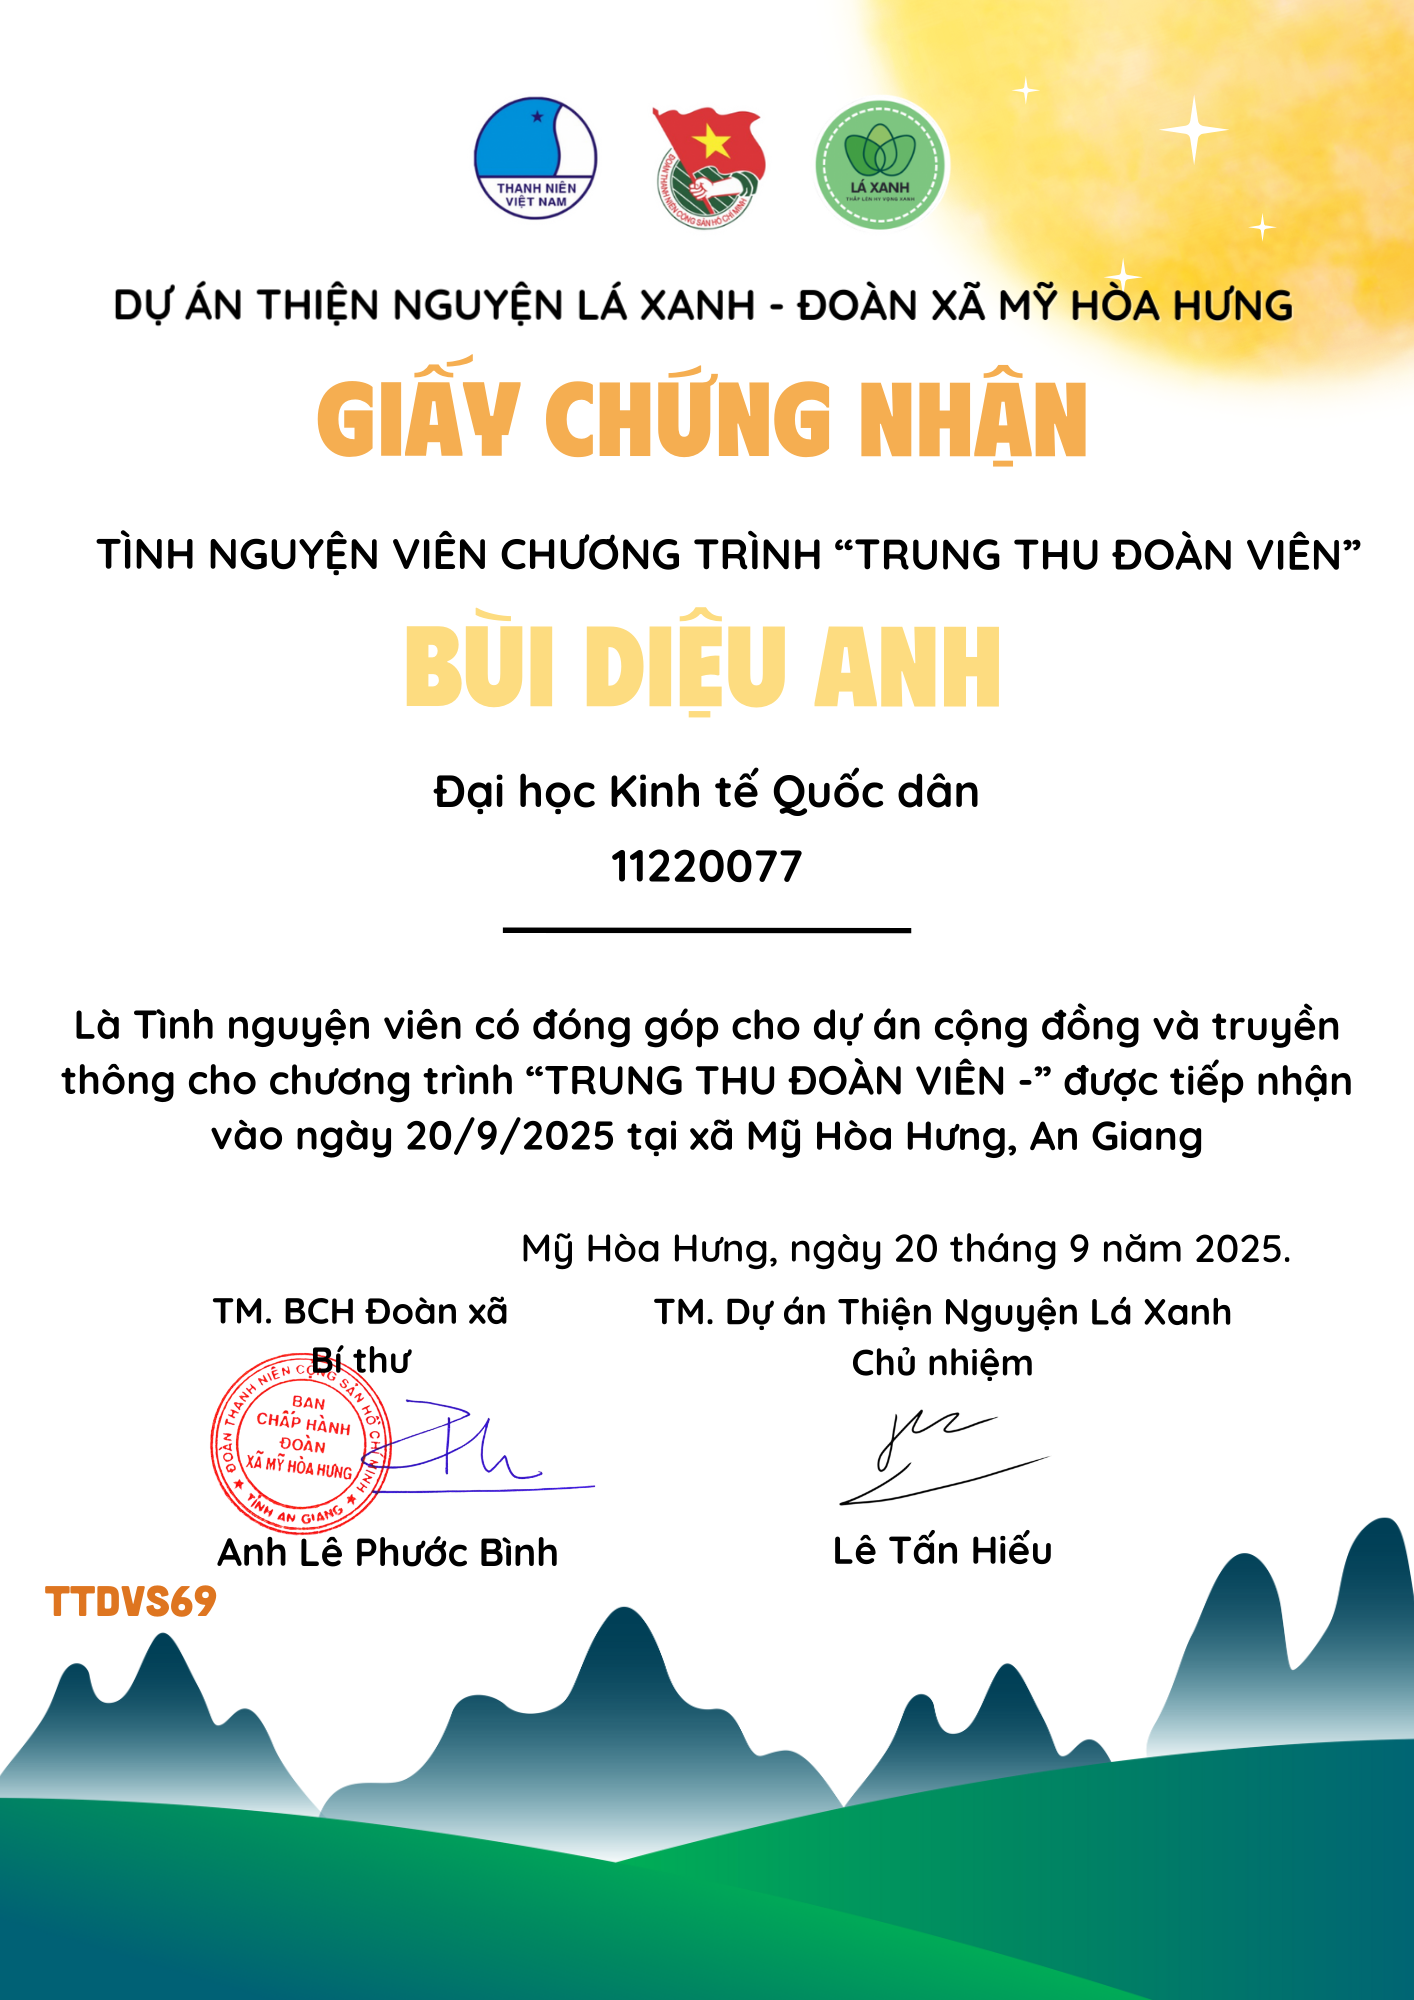 THANH NIÊN
VIỆT NAM
ĐOÀN THANH NIÊN CỘNG SẢN HỒ CHÍ MINH
LÁ XANH
THẮP LÊN HY VỌNG XANH
DỰ ÁN THIỆN NGUYỆN LÁ XANH - ĐOÀN XÃ MỸ HÒA HƯNG
GIẤY CHỨNG NHẬN
TÌNH NGUYỆN VIÊN CHƯƠNG TRÌNH “TRUNG THU ĐOÀN VIÊN”
BÙI DIỆU ANH
Đại học Kinh tế Quốc dân
11220077
Là Tình nguyện viên có đóng góp cho dự án cộng đồng và truyền
thông cho chương trình “TRUNG THU ĐOÀN VIÊN -” được tiếp nhận
vào ngày 20/9/2025 tại xã Mỹ Hòa Hưng, An Giang
Mỹ Hòa Hưng, ngày 20 tháng 9 năm 2025.
TM. BCH Đoàn xã
Bí thư
TM. Dự án Thiện Nguyện Lá Xanh
Chủ nhiệm
ĐOÀN THANH NIÊN CỘNG SẢN HỒ CHÍ MINH
BAN
CHẤP HÀNH
ĐOÀN
XÃ MỸ HÒA HƯNG
★ TỈNH AN GIANG ★
Anh Lê Phước Bình
Lê Tấn Hiếu
TTDVS69